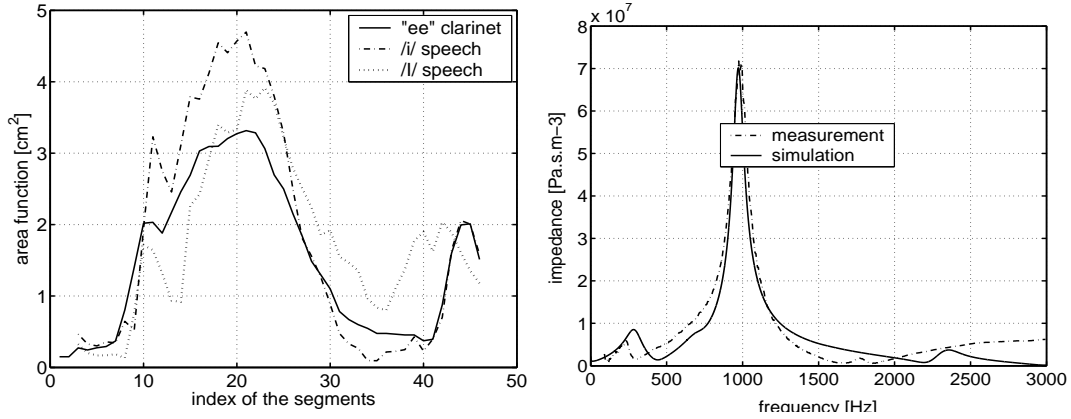 5
4
3
2
1
0
area function [cm2]
0 10 20 30 40 50
index of the segments
"ee" clarinet
/i/ speech
/I/ speech
8 x 10^7
7
6
5
4
3
2
1
0
impedance [Pa.s.m−3]
0 500 1000 1500 2000 2500 3000
frequency [Hz]
measurement
simulation